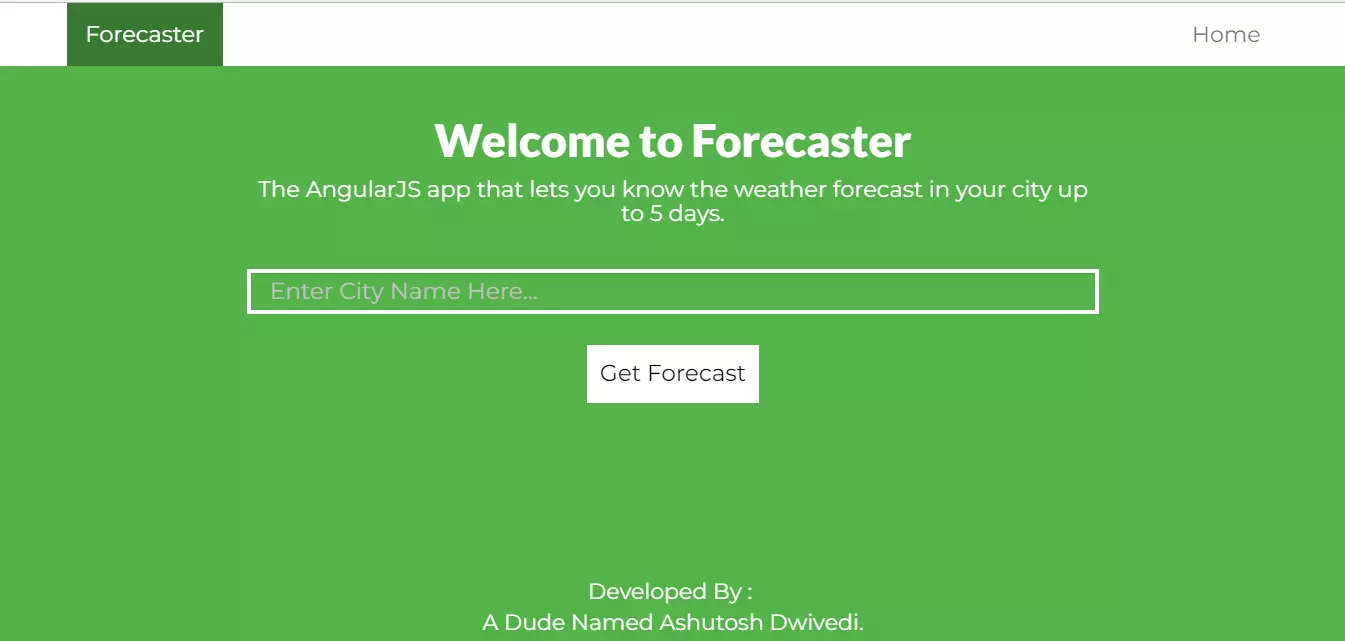 Forecaster
Home
Welcome to Forecaster
The AngularJS app that lets you know the weather forecast in your city up
to 5 days.
Enter City Name Here...
Get Forecast
Developed By :
A Dude Named Ashutosh Dwivedi.